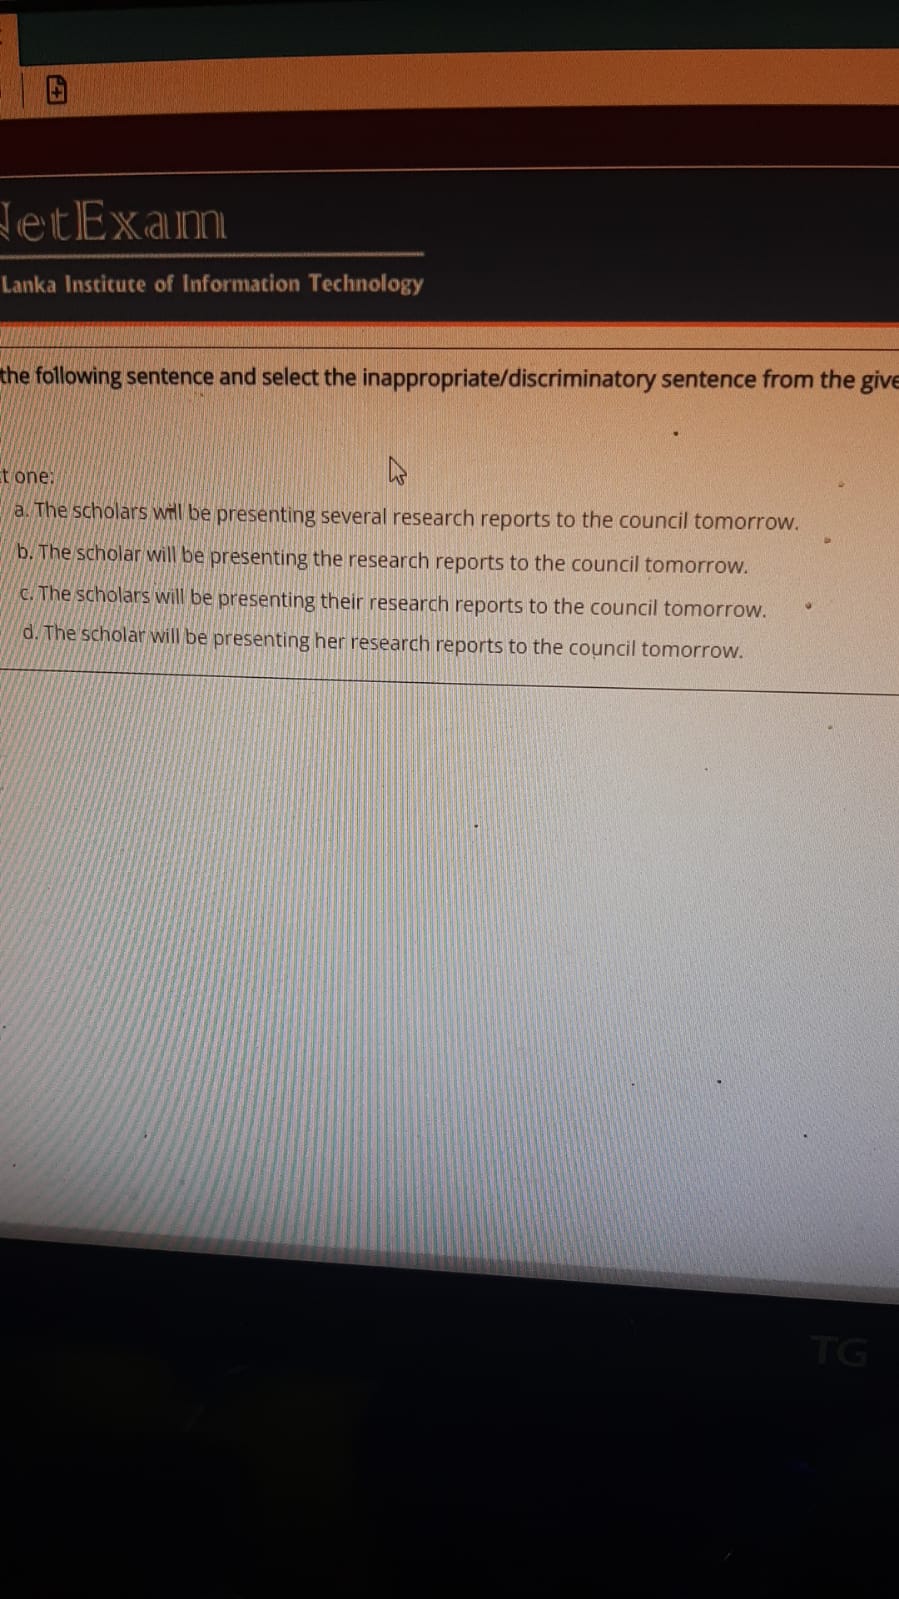 NetExam
Lanka Institute of Information Technology
the following sentence and select the inappropriate/discriminatory sentence from the give
t one:
a. The scholars will be presenting several research reports to the council tomorrow.
b. The scholar will be presenting the research reports to the council tomorrow.
c. The scholars will be presenting their research reports to the council tomorrow.
d. The scholar will be presenting her research reports to the council tomorrow.
TG